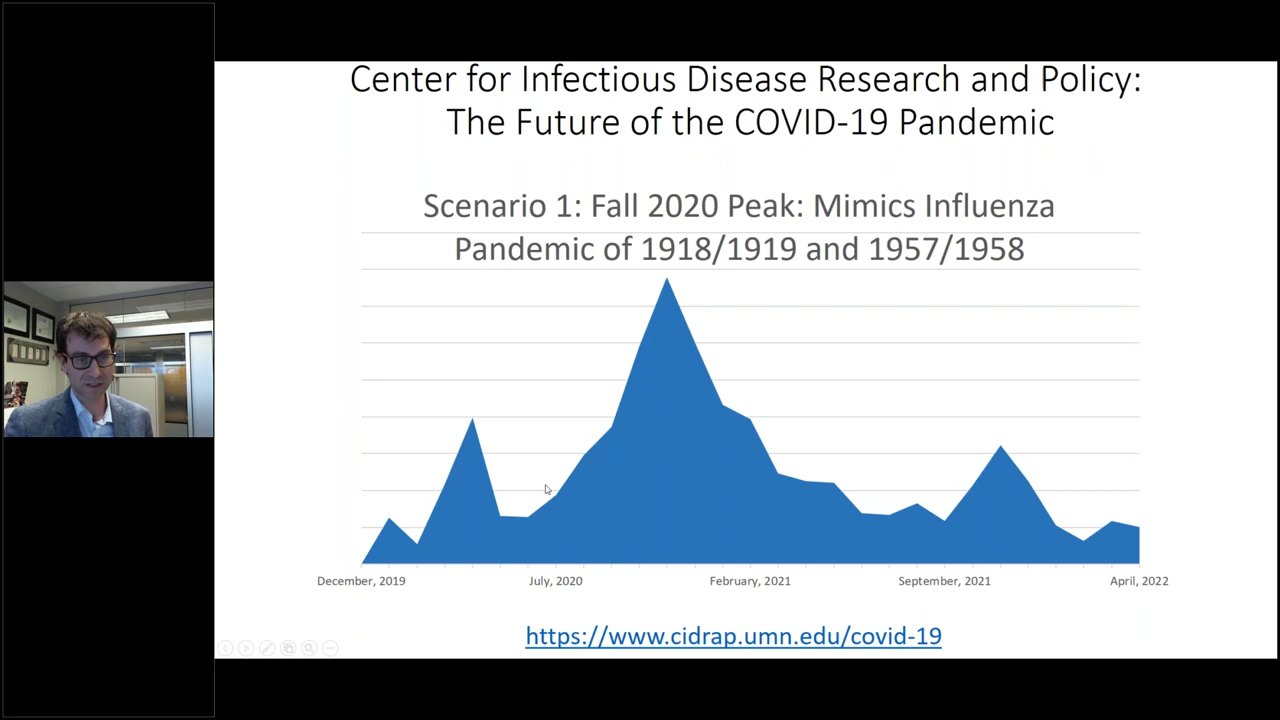 Center for Infectious Disease Research and Policy:
The Future of the COVID-19 Pandemic
Scenario 1: Fall 2020 Peak: Mimics Influenza
Pandemic of 1918/1919 and 1957/1958
December, 2019
July, 2020
February, 2021
September, 2021
April, 2022
https://www.cidrap.umn.edu/covid-19